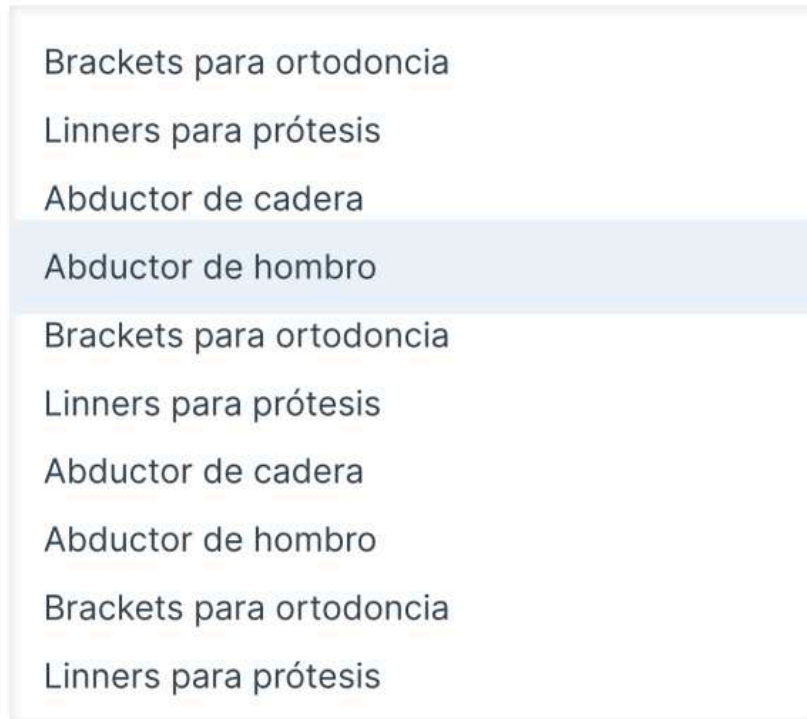 Brackets para ortodoncia
Linners para prótesis
Abductor de cadera
Abductor de hombro
Brackets para ortodoncia
Linners para prótesis
Abductor de cadera
Abductor de hombro
Brackets para ortodoncia
Linners para prótesis